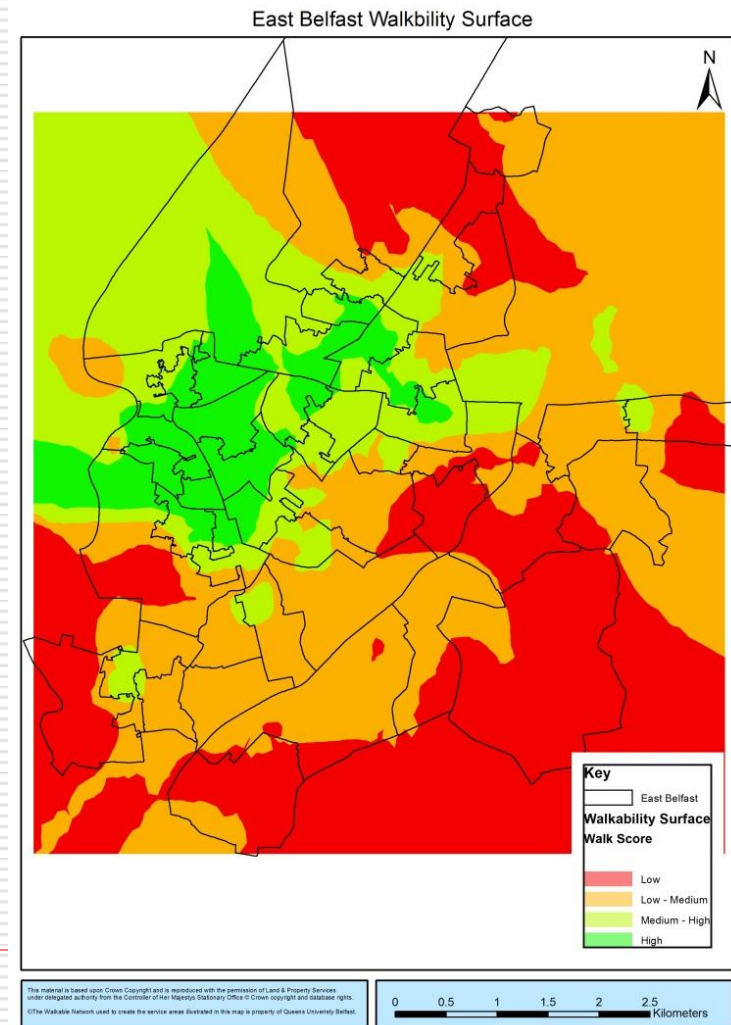 East Belfast Walkbility Surface
N
Key
East Belfast
Walkability Surface
Walk Score
Low
Low - Medium
Medium - High
High
This material is based upon Crown Copyright and is reproduced with the permission of Land & Property Services
under delegated authority from the Controller of Her Majestys Stationary Office © Crown copyright and database rights.
©The Walkable Network used to create the service areas illustrated in this map is property of Queens Univeristy Belfast.
0 0.5 1 1.5 2 2.5
Kilometers